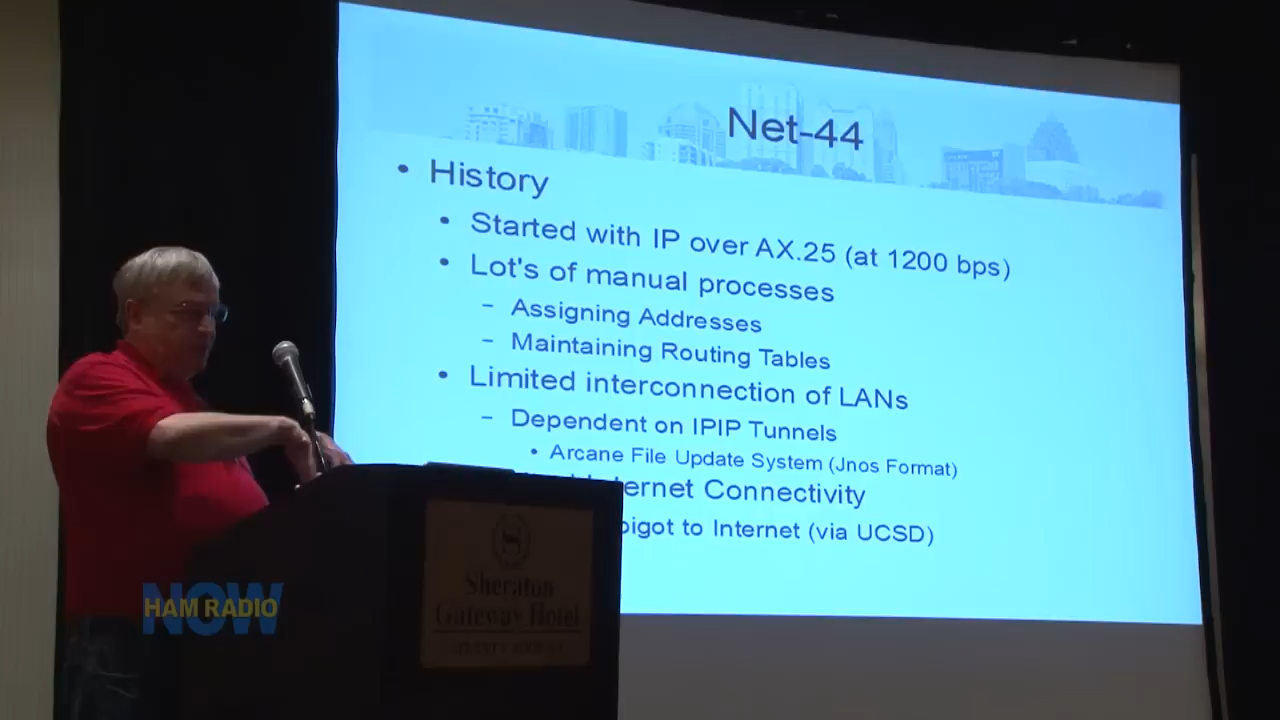 Net-44
• History
• Started with IP over AX.25 (at 1200 bps)
• Lot's of manual processes
– Assigning Addresses
– Maintaining Routing Tables
• Limited interconnection of LANs
– Dependent on IPIP Tunnels
• Arcane File Update System (Jnos Format)
Connectivity
to Internet (via UCSD)
Sheraton
Gateway Hotel
NOW
HAM RADIO